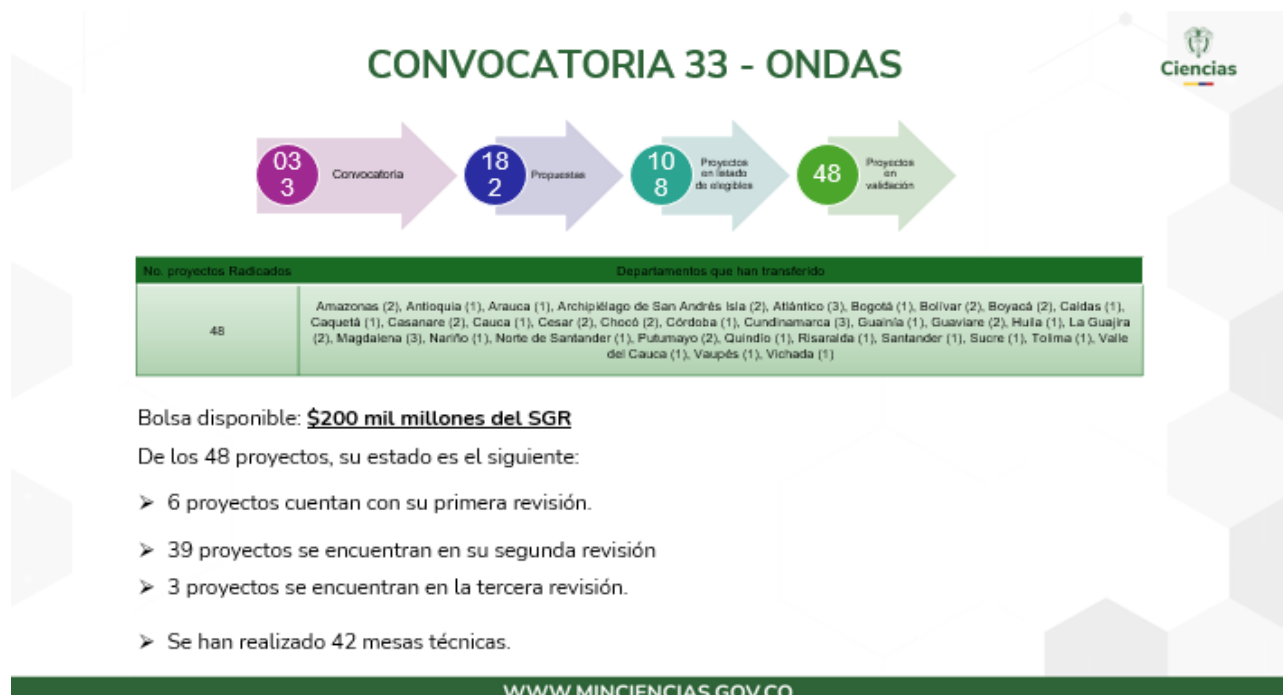 CONVOCATORIA 33 - ONDAS
Ciencias
03
3
Convocatoria
18
2
Propuestas
10
8
Proyectos
en listado
de elegibles
48
Proyectos
en
validación
No. proyectos Radicados
Departamentos que han transferido
48
Amazonas (2), Antioquia (1), Arauca (1), Archipiélago de San Andrés Isla (2), Atlántico (3), Bogotá (1), Bolívar (2), Boyacá (2), Caldas (1),
Caquetá (1), Casanare (2), Cauca (1), Cesar (2), Chocó (2), Córdoba (1), Cundinamarca (3), Guainía (1), Guaviare (2), Huila (1), La Guajira
(2), Magdalena (3), Nariño (1), Norte de Santander (1), Putumayo (2), Quindío (1), Risaralda (1), Santander (1), Sucre (1), Tolima (1), Valle
del Cauca (1), Vaupés (1), Vichada (1)
Bolsa disponible: $200 mil millones del SGR
De los 48 proyectos, su estado es el siguiente:
➢ 6 proyectos cuentan con su primera revisión.
➢ 39 proyectos se encuentran en su segunda revisión
➢ 3 proyectos se encuentran en la tercera revisión.
➢ Se han realizado 42 mesas técnicas.
WWW.MINCIENCIAS.GOV.CO